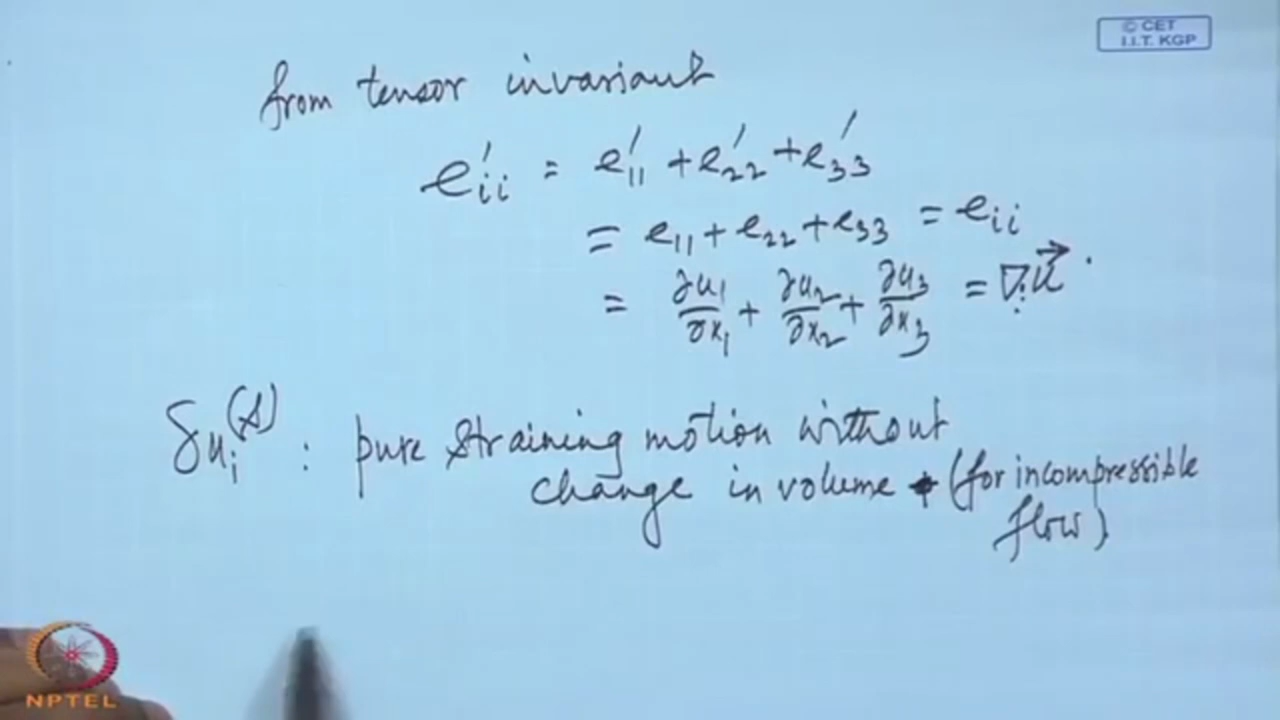 © CET
I.I.T. KGP
from tensor invariant
e'ii = e'11 + e'22 + e'33
= e11 + e22 + e33 = eii
= ∂u1/∂x1 + ∂u2/∂x2 + ∂u3/∂x3 = ∇·u⃗ .
δui(s) : pure straining motion without
change in volume (for incompressible
flow)
NPTEL